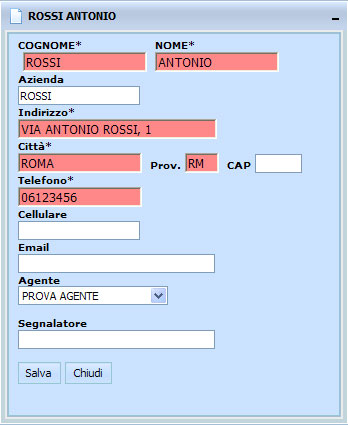 ROSSI ANTONIO
COGNOME* NOME*
ROSSI ANTONIO
Azienda
ROSSI
Indirizzo*
VIA ANTONIO ROSSI, 1
Città*
ROMA Prov. RM CAP
Telefono*
06123456
Cellulare
Email
Agente
PROVA AGENTE
Segnalatore
Salva Chiudi